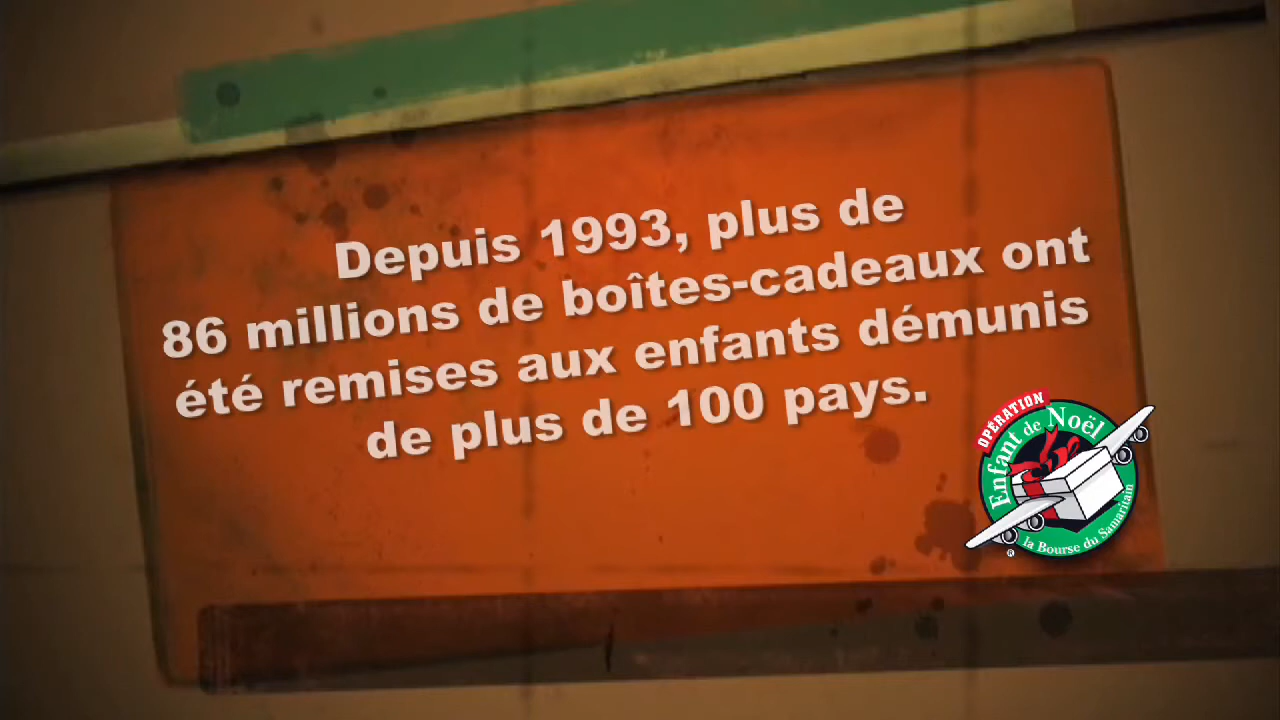 Depuis 1993, plus de
86 millions de boîtes-cadeaux ont
été remises aux enfants démunis
de plus de 100 pays.
OPÉRATION
Enfant de Noël
la Bourse du Samaritain
®